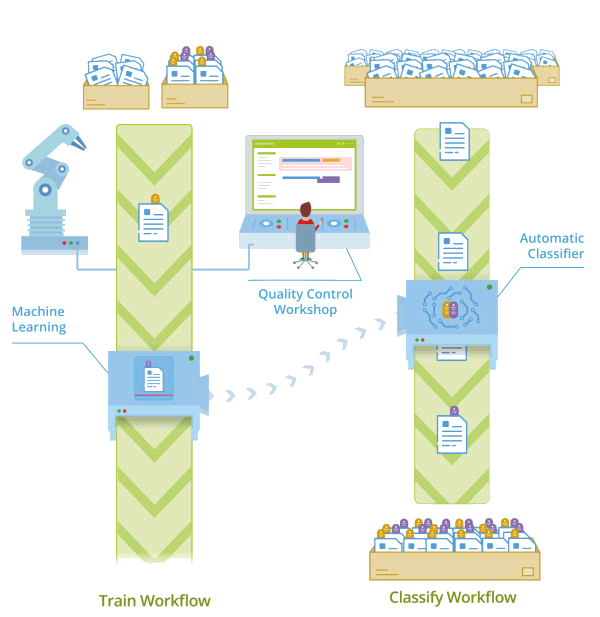 Automatic
Classifier
Quality Control
Workshop
Machine
Learning
Train Workflow
Classify Workflow